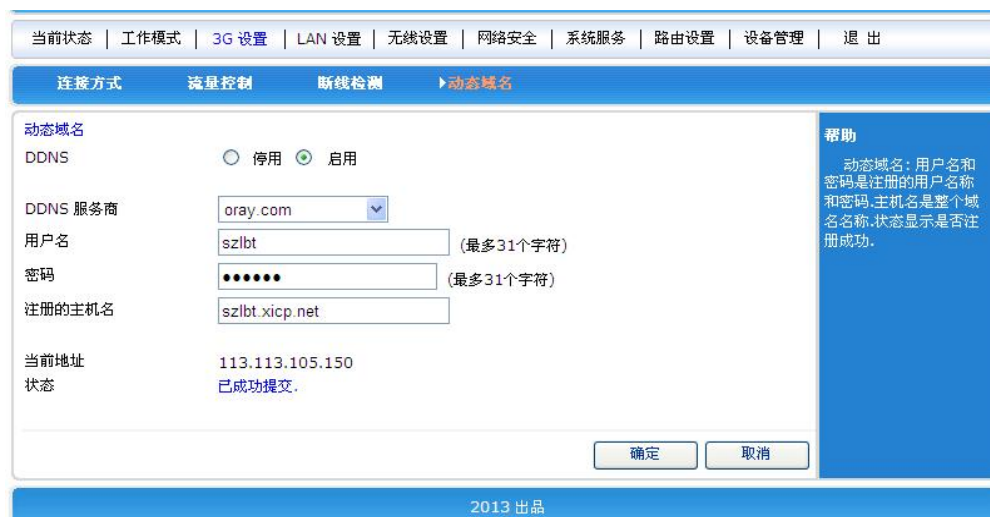 当前状态 | 工作模式 | 3G 设置 | LAN 设置 | 无线设置 | 网络安全 | 系统服务 | 路由设置 | 设备管理 | 退 出
连接方式 流量控制 断线检测 动态域名
动态域名
DDNS 停用 启用
DDNS 服务商 oray.com
用户名 szlbt (最多31个字符)
密码 •••••• (最多31个字符)
注册的主机名 szlbt.xicp.net
当前地址 113.113.105.150
状态 已成功提交.
确定 取消
帮助
动态域名: 用户名和
密码是注册的用户名称
和密码.主机名是整个域
名名称.状态显示是否注
册成功.
2013 出品